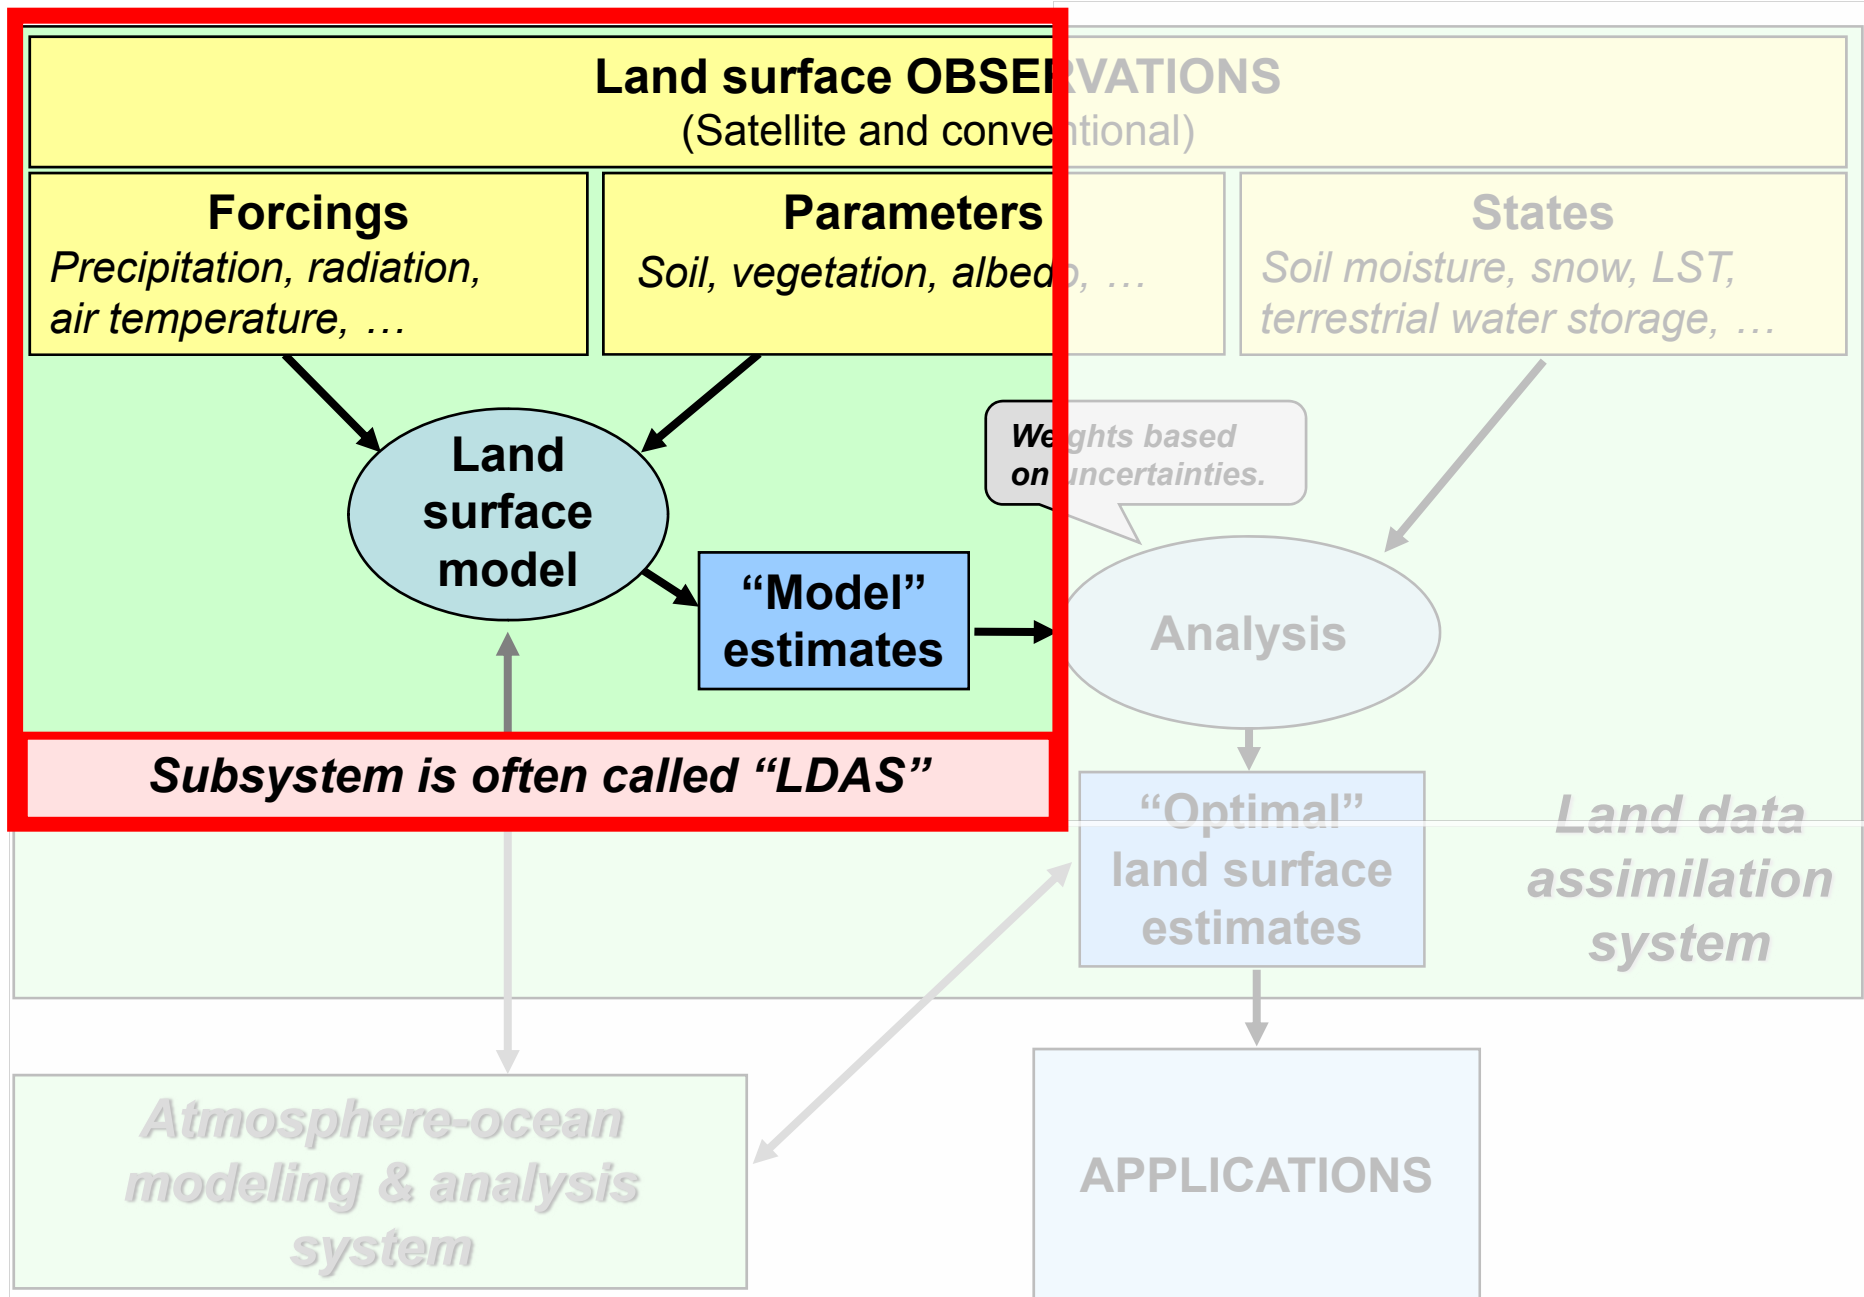 Land surface OBSERVATIONS
(Satellite and conventional)
Forcings
Precipitation, radiation,
air temperature, …
Parameters
Soil, vegetation, albedo, …
States
Soil moisture, snow, LST,
terrestrial water storage, …
Land
surface
model
Weights based
on uncertainties.
“Model”
estimates
Analysis
Subsystem is often called “LDAS”
“Optimal”
land surface
estimates
Land data
assimilation
system
Atmosphere-ocean
modeling & analysis
system
APPLICATIONS